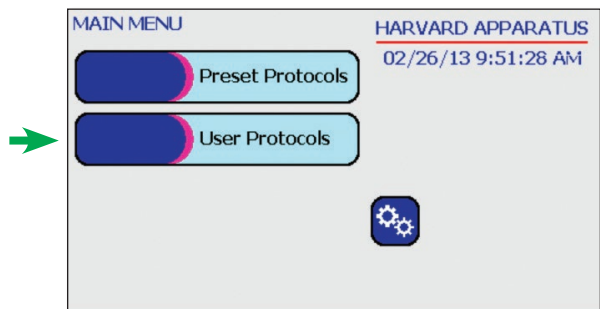 MAIN MENU
HARVARD APPARATUS
02/26/13 9:51:28 AM
Preset Protocols
User Protocols